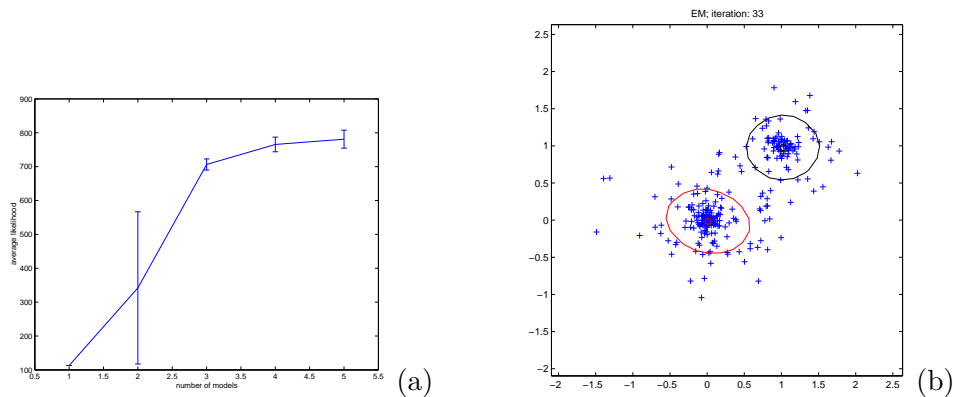 EM; iteration: 33
2.5
2
1.5
1
0.5
0
−0.5
−1
−1.5
−2
−2 −1.5 −1 −0.5 0 0.5 1 1.5 2 2.5
(b)
900
800
700
600
500
400
300
200
100
average likelihood
0.5 1 1.5 2 2.5 3 3.5 4 4.5 5 5.5
number of models
(a)